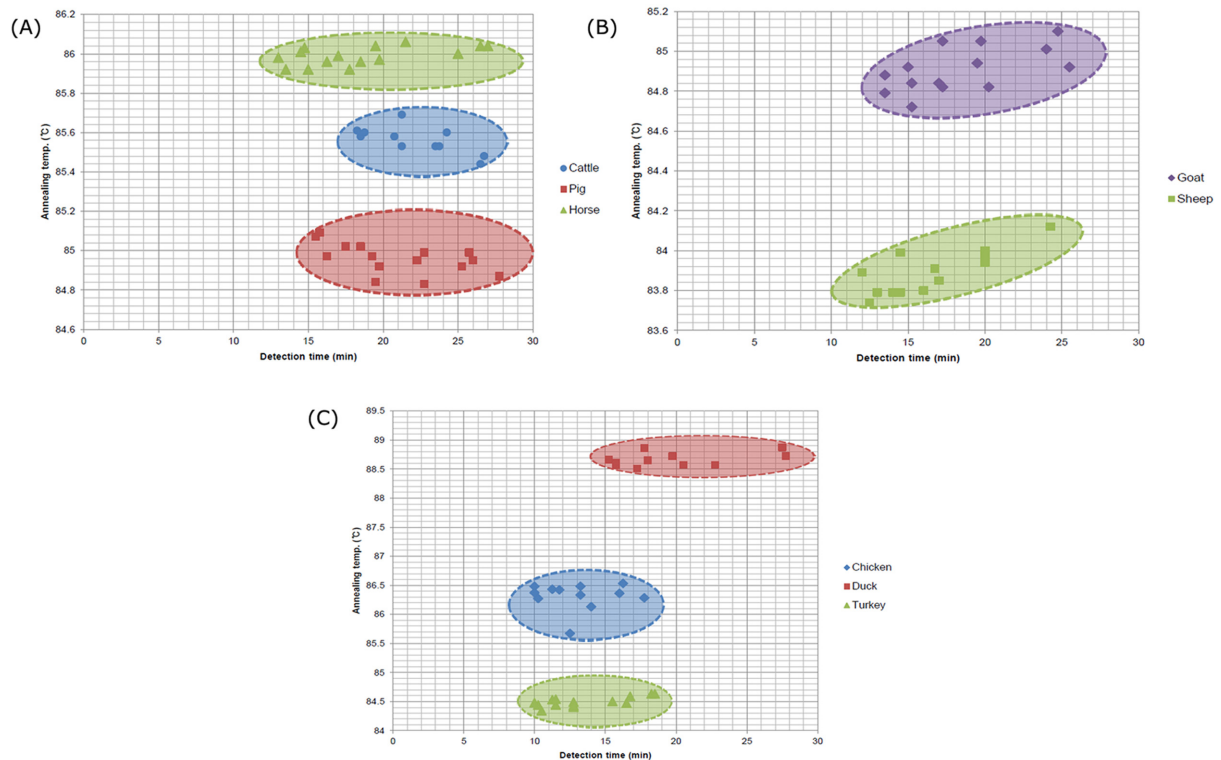 (A)
86.2
86
85.8
85.6
85.4
85.2
85
84.8
84.6
Annealing temp. (℃)
0 5 10 15 20 25 30
Detection time (min)
Cattle
Pig
Horse
(B)
85.2
85
84.8
84.6
84.4
84.2
84
83.8
83.6
Annealing temp. (℃)
0 5 10 15 20 25 30
Detection time (min)
Goat
Sheep
(C)
89.5
89
88.5
88
87.5
87
86.5
86
85.5
85
84.5
84
Annealing temp. (℃)
0 5 10 15 20 25 30
Detection time (min)
Chicken
Duck
Turkey